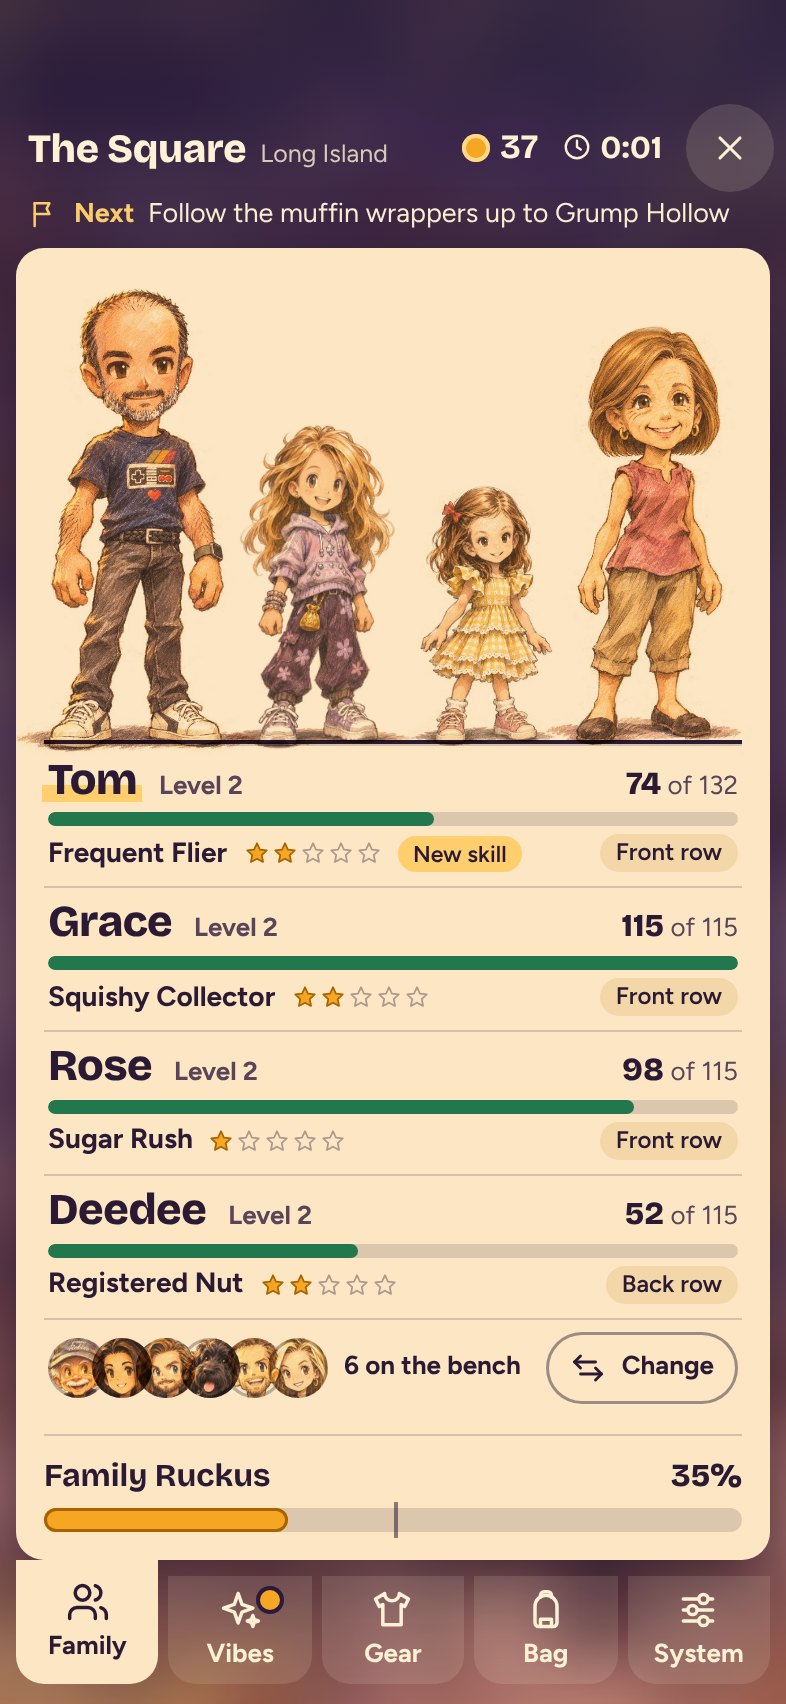 The Square Long Island 37 0:01
Next Follow the muffin wrappers up to Grump Hollow
Tom Level 2 74 of 132
Frequent Flier New skill Front row
Grace Level 2 115 of 115
Squishy Collector Front row
Rose Level 2 98 of 115
Sugar Rush Front row
Deedee Level 2 52 of 115
Registered Nut Back row
6 on the bench Change
Family Ruckus 35%
Family Vibes Gear Bag System